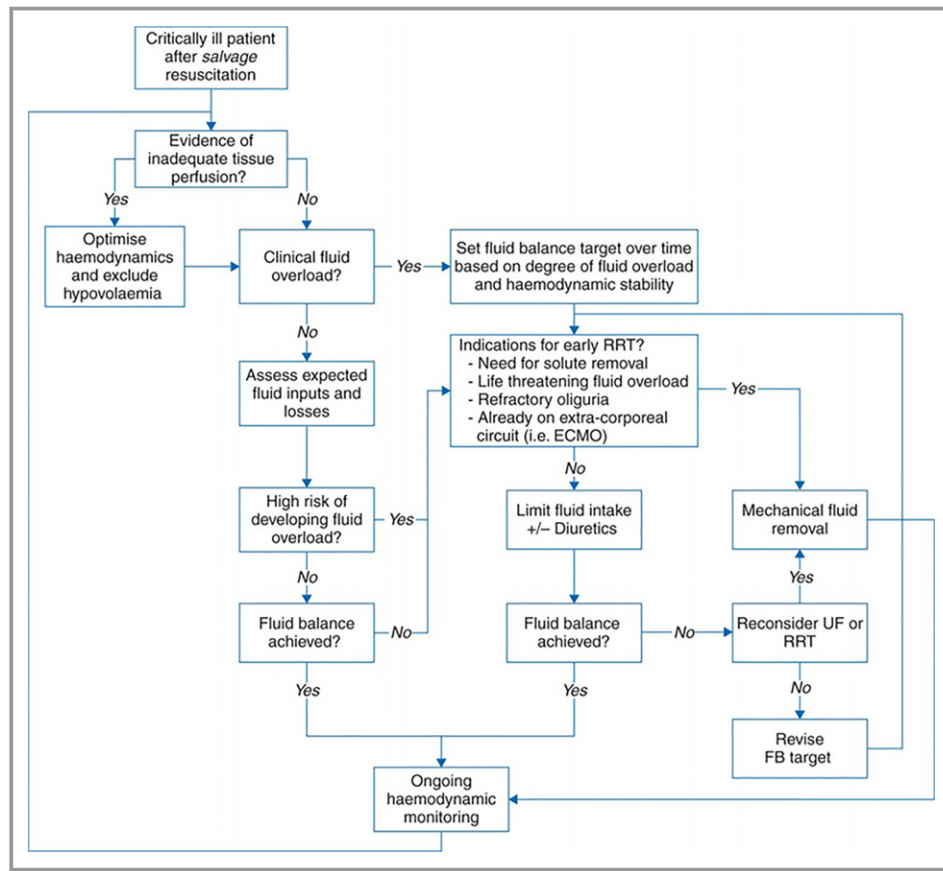 Critically ill patient
after salvage
resuscitation
Evidence of
inadequate tissue
perfusion?
Yes
No
Optimise
haemodynamics
and exclude
hypovolaemia
Clinical fluid
overload?
Yes
Set fluid balance target over time
based on degree of fluid overload
and haemodynamic stability
No
Assess expected
fluid inputs and
losses
Indications for early RRT?
- Need for solute removal
- Life threatening fluid overload
- Refractory oliguria
- Already on extra-corporeal
circuit (i.e. ECMO)
Yes
No
High risk of
developing fluid
overload?
Yes
Limit fluid intake
+/– Diuretics
Mechanical fluid
removal
No
Yes
Fluid balance
achieved?
No
Fluid balance
achieved?
No
Reconsider UF or
RRT
Yes
Yes
No
Revise
FB target
Ongoing
haemodynamic
monitoring